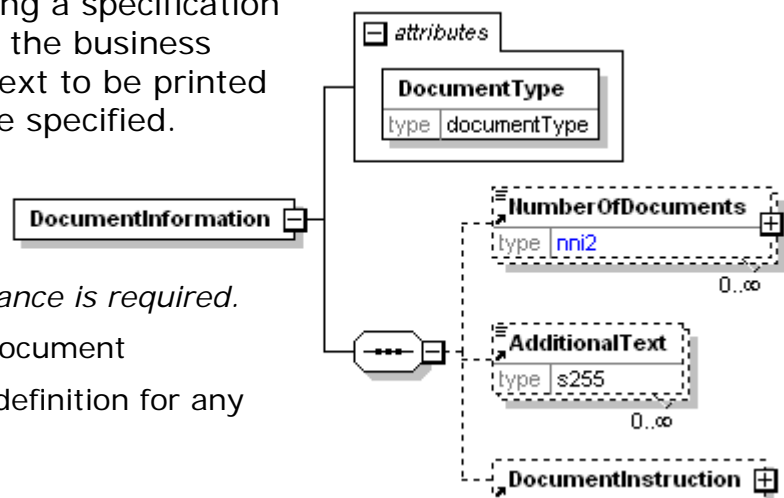 ng a specification
the business
ext to be printed
e specified.
ance is required.
ocument
definition for any
attributes
DocumentType
type documentType
DocumentInformation
NumberOfDocuments
type nni2
0..∞
AdditionalText
type s255
0..∞
DocumentInstruction